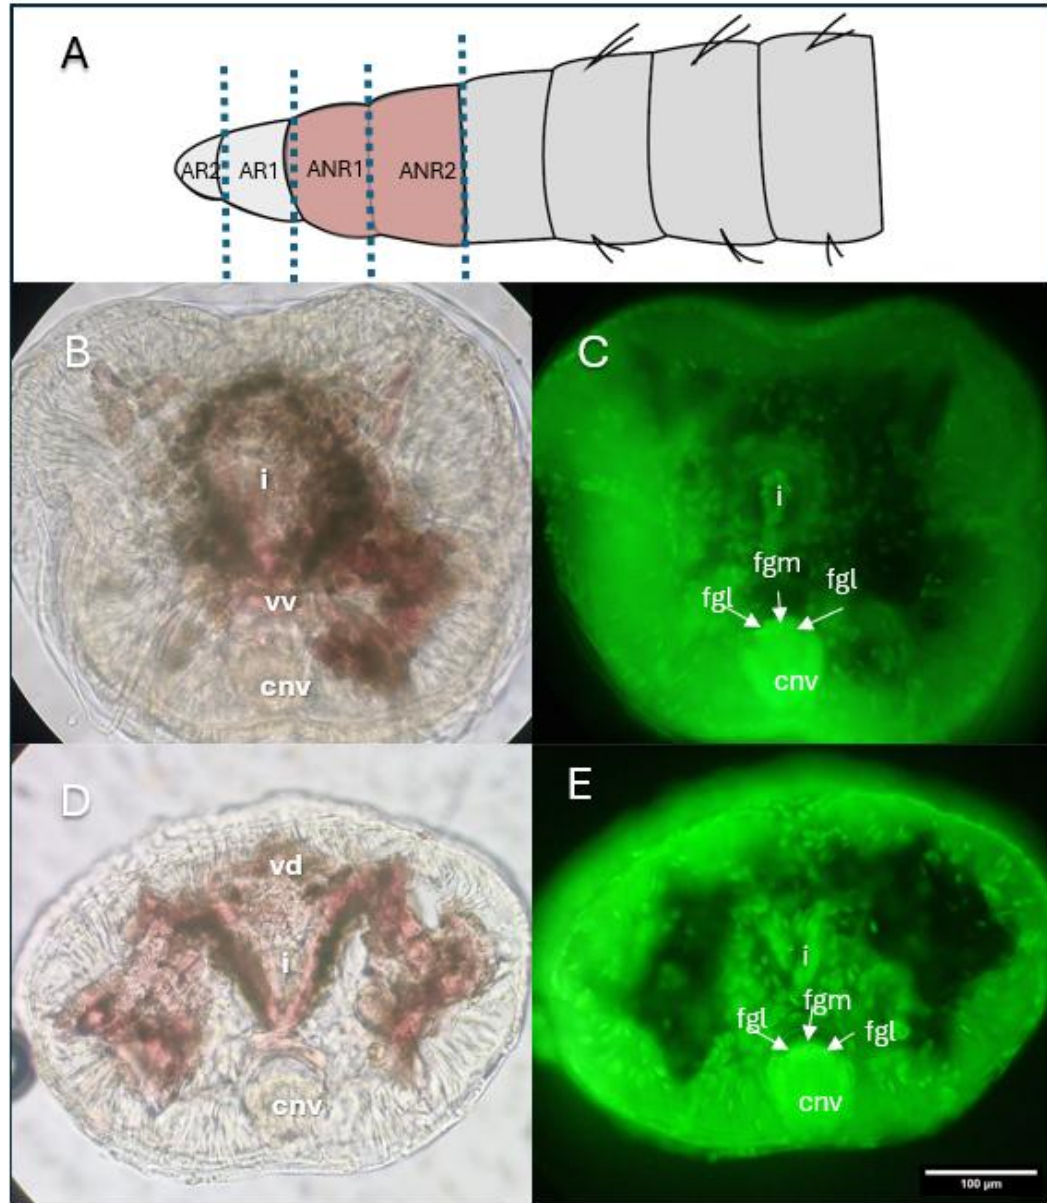 A
AR2 AR1 ANR1 ANR2
B
i
vv
cnv
C
i
fgm
fgl fgl
cnv
D
vd
i
cnv
E
i
fgm
fgl fgl
cnv
100 µm